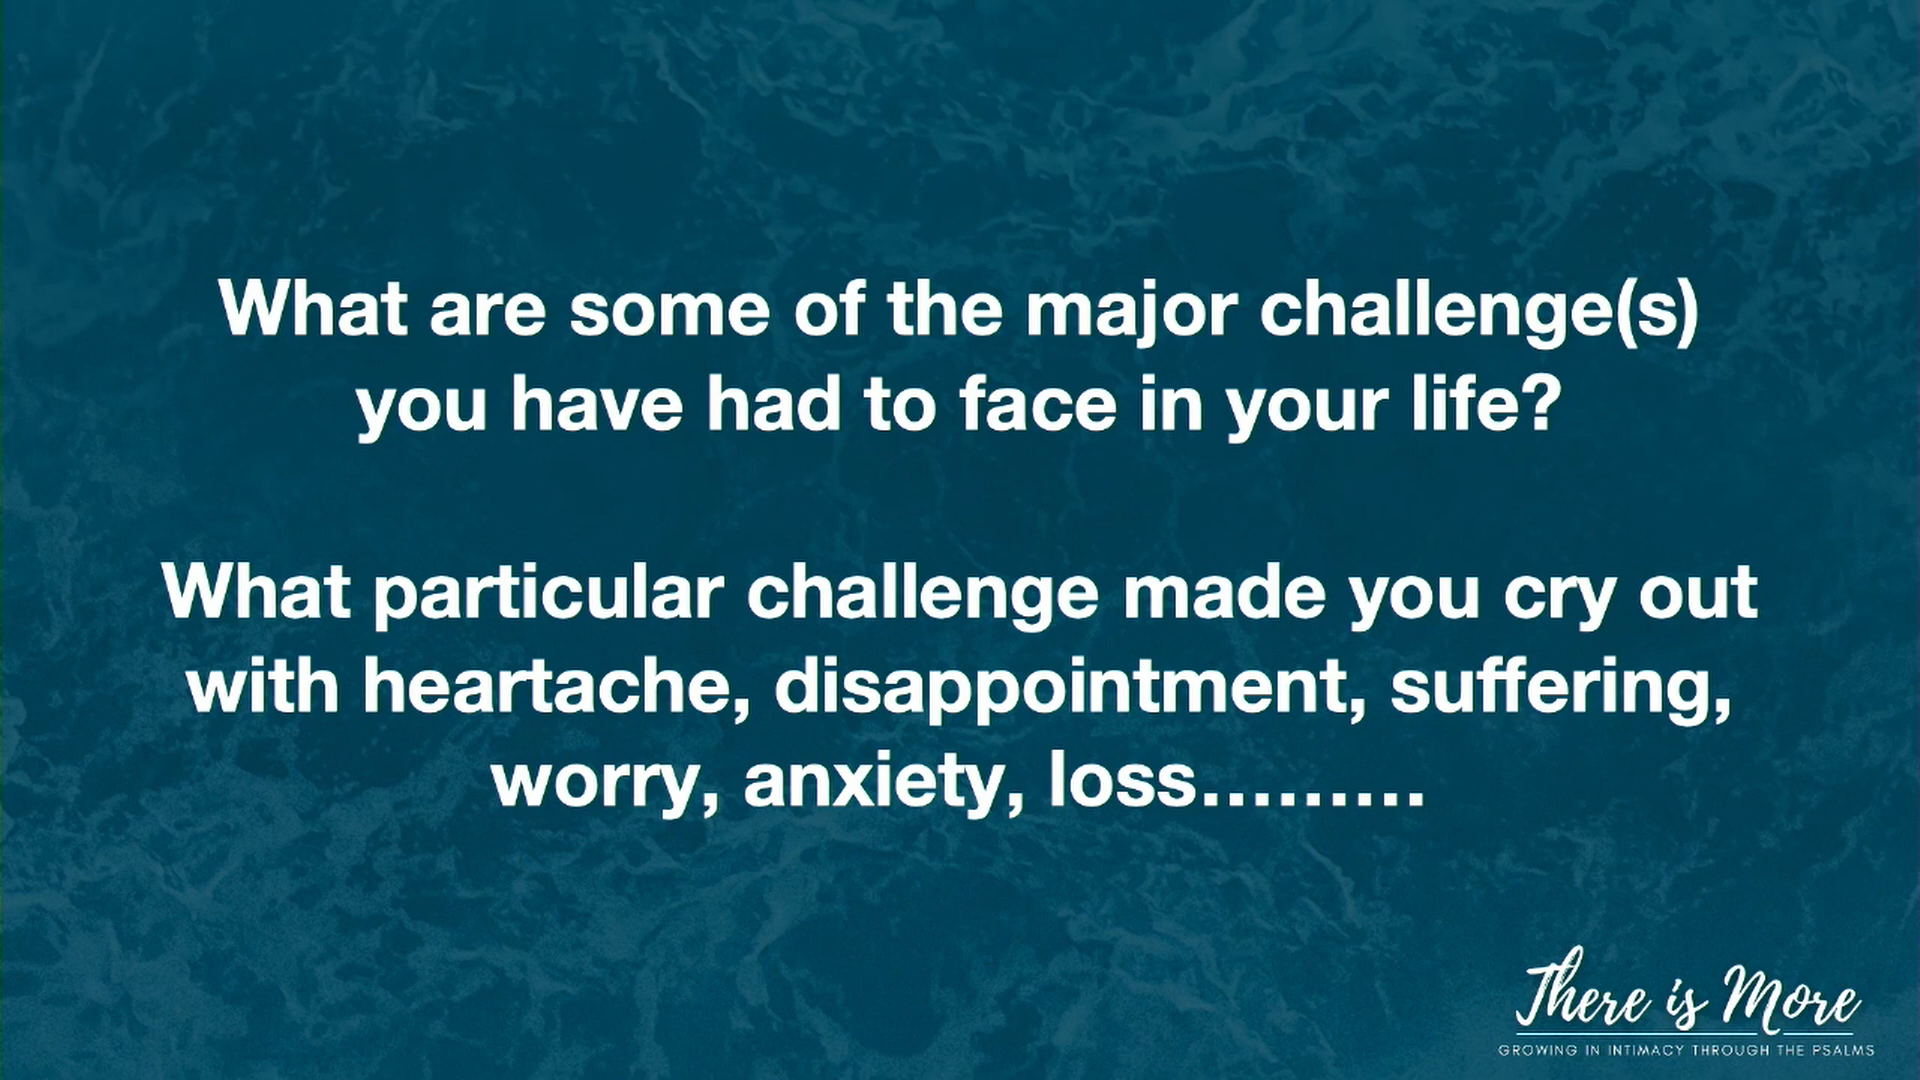 What are some of the major challenge(s)
you have had to face in your life?
What particular challenge made you cry out
with heartache, disappointment, suffering,
worry, anxiety, loss.........
There is More
GROWING IN INTIMACY THROUGH THE PSALMS